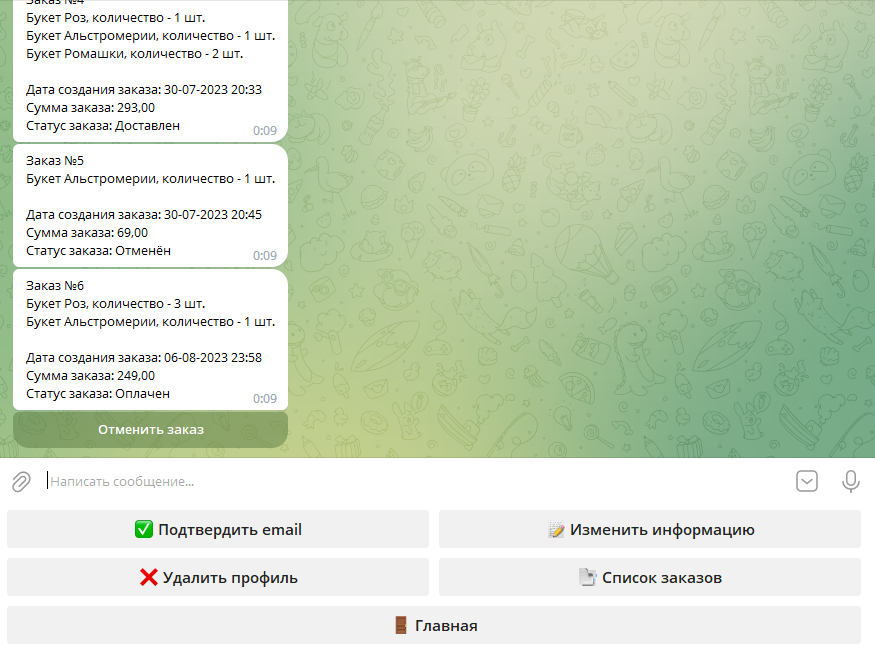 Заказ №4
Букет Роз, количество - 1 шт.
Букет Альстромерии, количество - 1 шт.
Букет Ромашки, количество - 2 шт.
Дата создания заказа: 30-07-2023 20:33
Сумма заказа: 293,00
Статус заказа: Доставлен
0:09
Заказ №5
Букет Альстромерии, количество - 1 шт.
Дата создания заказа: 30-07-2023 20:45
Сумма заказа: 69,00
Статус заказа: Отменён
0:09
Заказ №6
Букет Роз, количество - 3 шт.
Букет Альстромерии, количество - 1 шт.
Дата создания заказа: 06-08-2023 23:58
Сумма заказа: 249,00
Статус заказа: Оплачен
0:09
Отменить заказ
Написать сообщение...
Подтвердить email
Изменить информацию
Удалить профиль
Список заказов
Главная